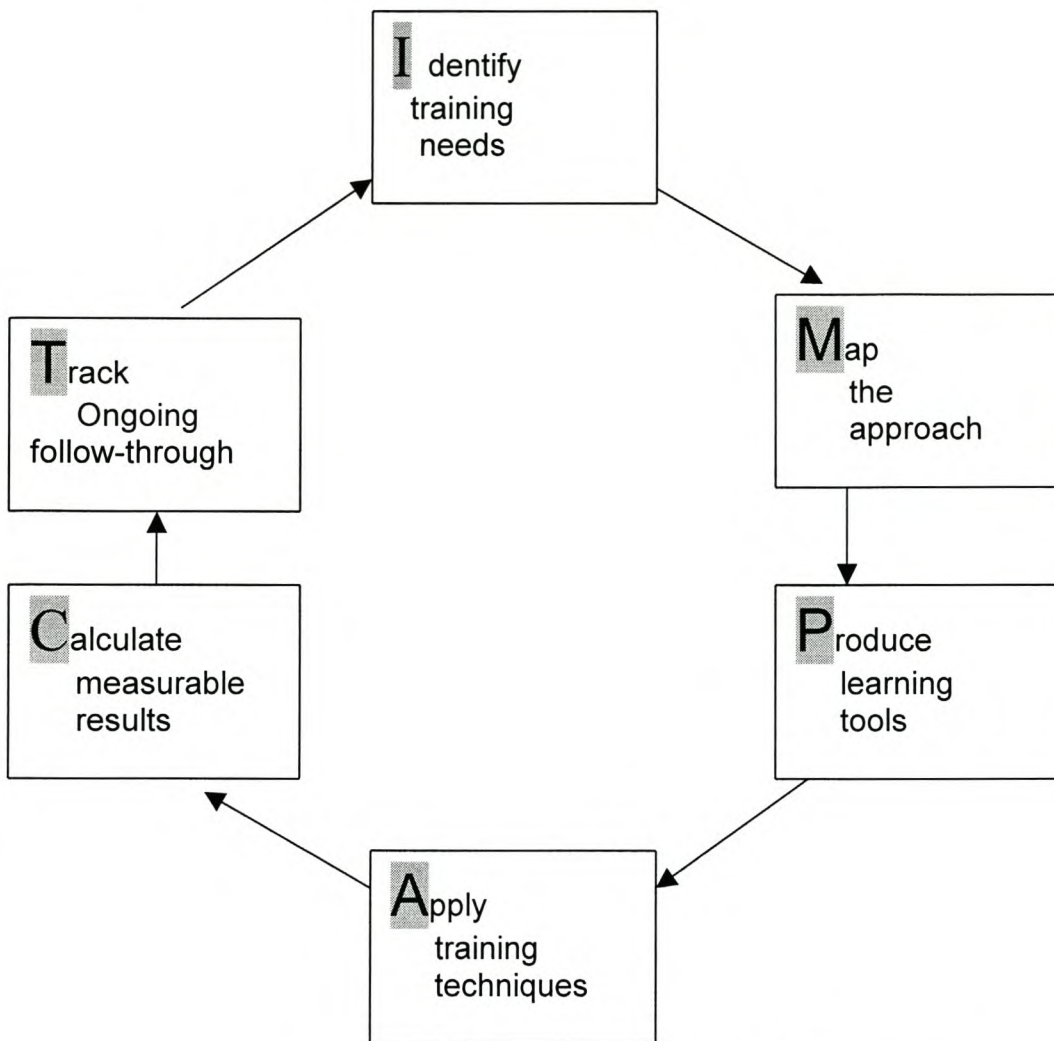 Identify
training
needs
Map
the
approach
Produce
learning
tools
Apply
training
techniques
Calculate
measurable
results
Track
Ongoing
follow-through